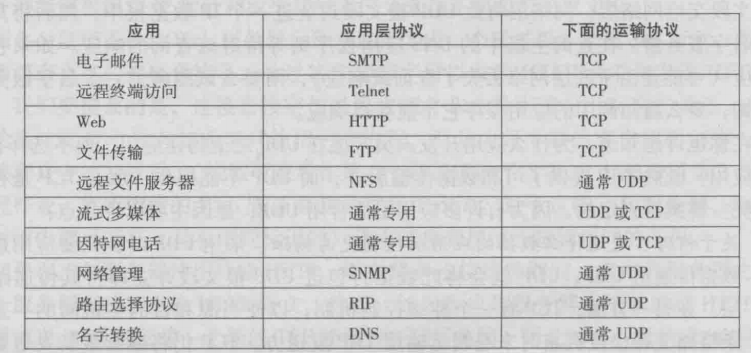 应用 应用层协议 下面的运输协议
电子邮件 SMTP TCP
远程终端访问 Telnet TCP
Web HTTP TCP
文件传输 FTP TCP
远程文件服务器 NFS 通常 UDP
流式多媒体 通常专用 UDP 或 TCP
因特网电话 通常专用 UDP 或 TCP
网络管理 SNMP 通常 UDP
路由选择协议 RIP 通常 UDP
名字转换 DNS 通常 UDP